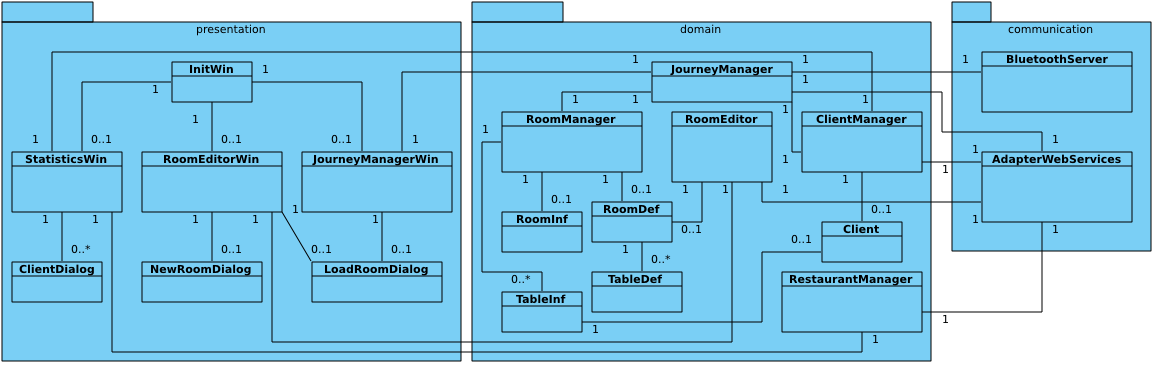 presentation
domain
communication
InitWin
1
1
1
StatisticsWin
1
0..1
RoomEditorWin
0..1
JourneyManagerWin
0..1
1
ClientDialog
1
1
0..*
NewRoomDialog
1
1
0..1
LoadRoomDialog
1
0..1
1
0..1
JourneyManager
1
1
1
1
1
1
RoomManager
1
1
1
RoomEditor
1
1
1
ClientManager
1
1
1
1
RoomInf
0..1
RoomDef
0..1
0..1
1
Client
0..1
0..1
TableDef
0..*
TableInf
0..*
1
RestaurantManager
1
1
BluetoothServer
1
AdapterWebServices
1
1
1
1